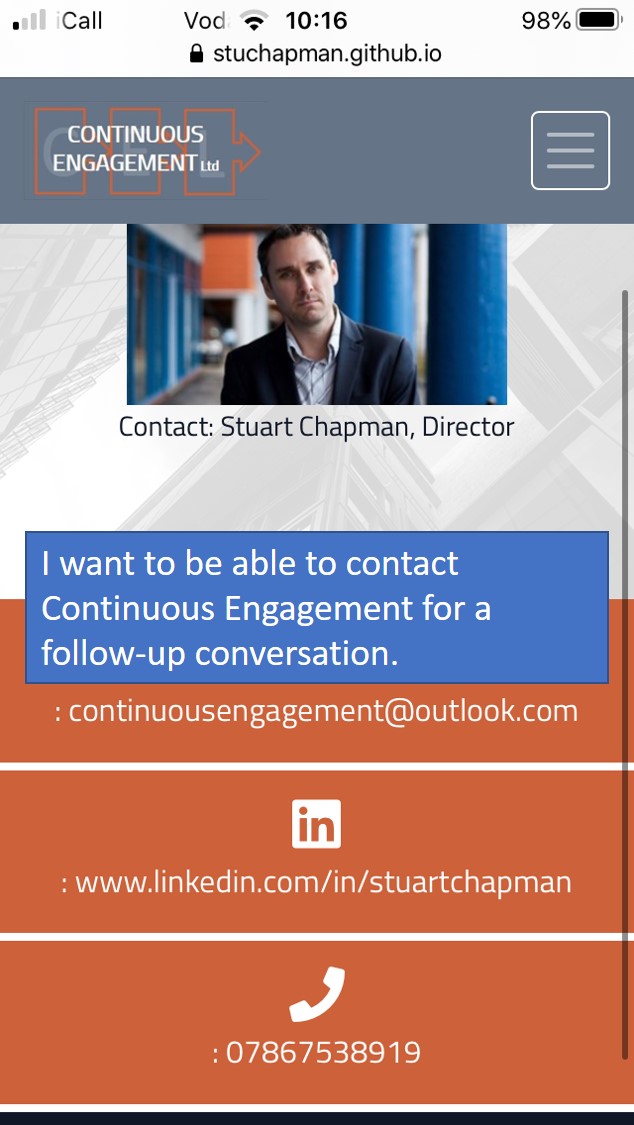 iCall Vod 10:16 98%
stuchapman.github.io
CEL
CONTINUOUS
ENGAGEMENT Ltd
Contact: Stuart Chapman, Director
I want to be able to contact
Continuous Engagement for a
follow-up conversation.
: continuousengagement@outlook.com
in
: www.linkedin.com/in/stuartchapman
: 07867538919